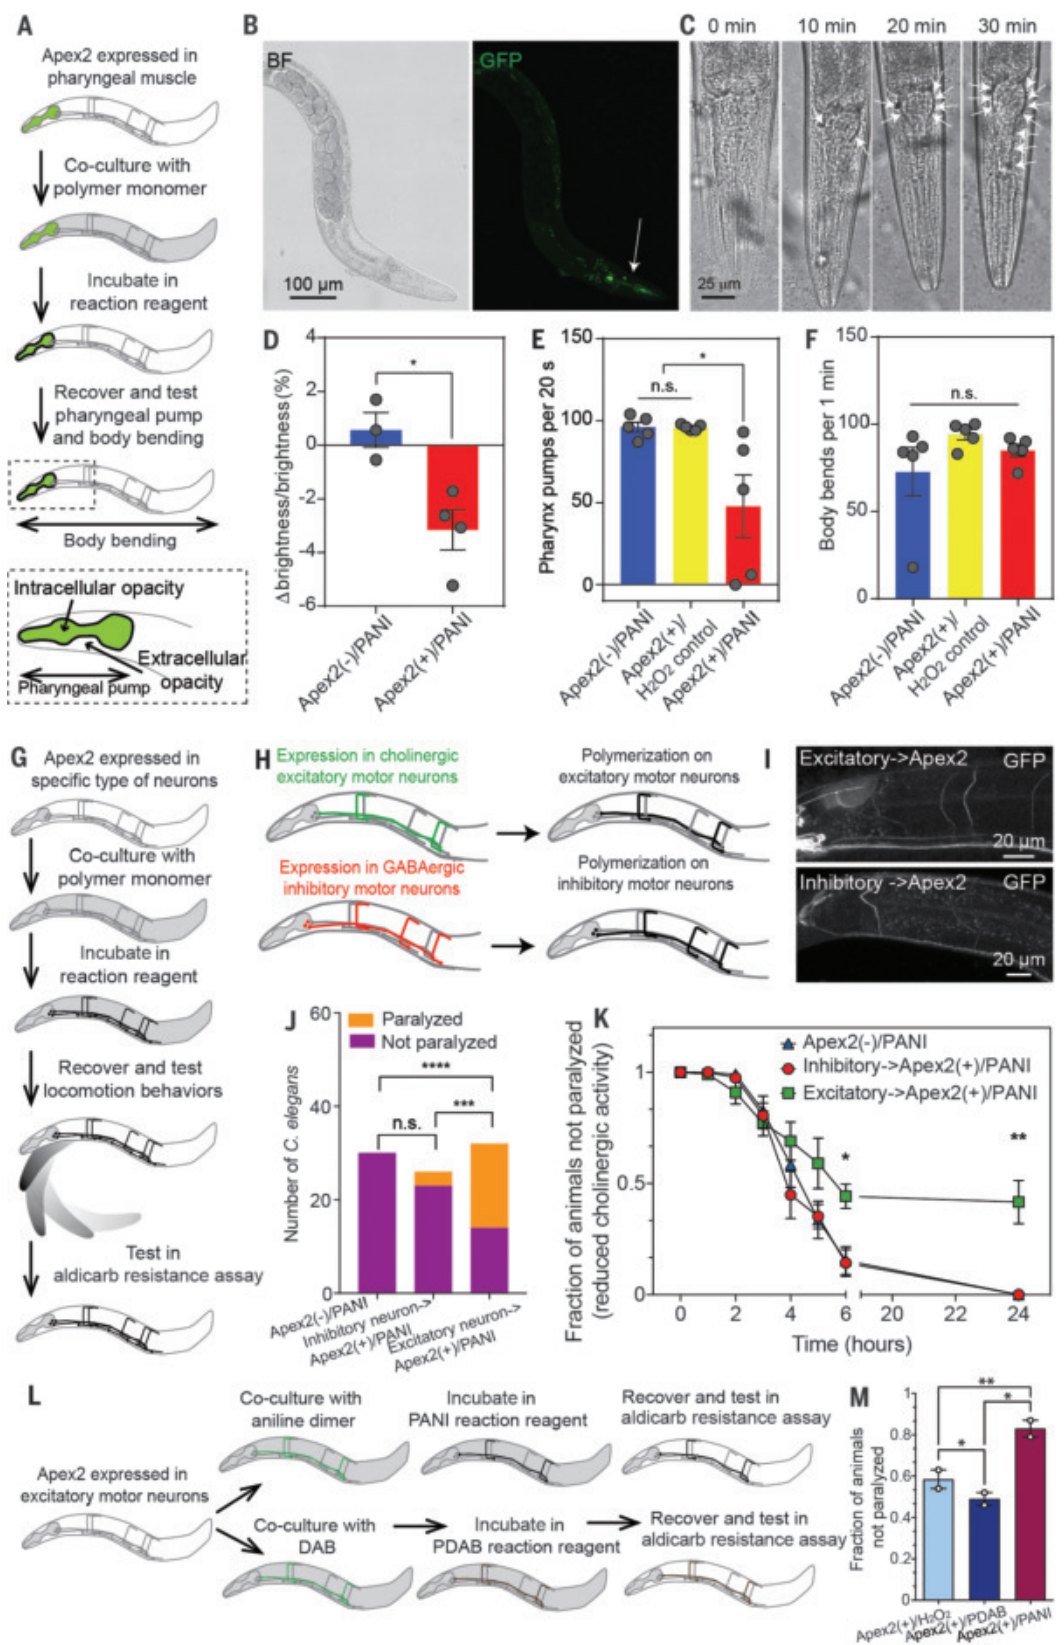 A
Apex2 expressed in
pharyngeal muscle
Co-culture with
polymer monomer
Incubate in
reaction reagent
Recover and test
pharyngeal pump
and body bending
Body bending
Intracellular opacity
Extracellular
opacity
Pharyngeal pump
B
BF
GFP
100 µm
C
0 min
10 min
20 min
30 min
25 µm
D
Δbrightness/brightness (%)
4
2
0
-2
-4
-6
*
Apex2(-)/PANI
Apex2(+)/PANI
E
Pharynx pumps per 20 s
150
100
50
0
n.s.
*
Apex2(-)/PANI
Apex2(+)/
H₂O₂ control
Apex2(+)/PANI
F
Body bends per 1 min
150
100
50
0
n.s.
Apex2(-)/PANI
Apex2(+)/
H₂O₂ control
Apex2(+)/PANI
G
Apex2 expressed in
specific type of neurons
Co-culture with
polymer monomer
Incubate in
reaction reagent
Recover and test
locomotion behaviors
Test in
aldicarb resistance assay
H
Expression in cholinergic
excitatory motor neurons
Polymerization on
excitatory motor neurons
Expression in GABAergic
inhibitory motor neurons
Polymerization on
inhibitory motor neurons
I
Excitatory->Apex2 GFP
20 µm
Inhibitory ->Apex2 GFP
20 µm
J
Number of C. elegans
60
40
20
0
Paralyzed
Not paralyzed
****
***
n.s.
Apex2(-)/PANI
Inhibitory neuron->
Apex2(+)/PANI
Excitatory neuron->
Apex2(+)/PANI
K
Fraction of animals not paralyzed
(reduced cholinergic activity)
1
0.5
0
Apex2(-)/PANI
Inhibitory->Apex2(+)/PANI
Excitatory->Apex2(+)/PANI
*
**
0 2 4 6 20 22 24
Time (hours)
L
Apex2 expressed in
excitatory motor neurons
Co-culture with
aniline dimer
Incubate in
PANI reaction reagent
Recover and test in
aldicarb resistance assay
Co-culture with
DAB
Incubate in
PDAB reaction reagent
Recover and test in
aldicarb resistance assay
M
Fraction of animals
not paralyzed
1
0.8
0.6
0.4
0.2
0
**
*
*
Apex2(+)/H₂O₂
Apex2(+)/PDAB
Apex2(+)/PANI